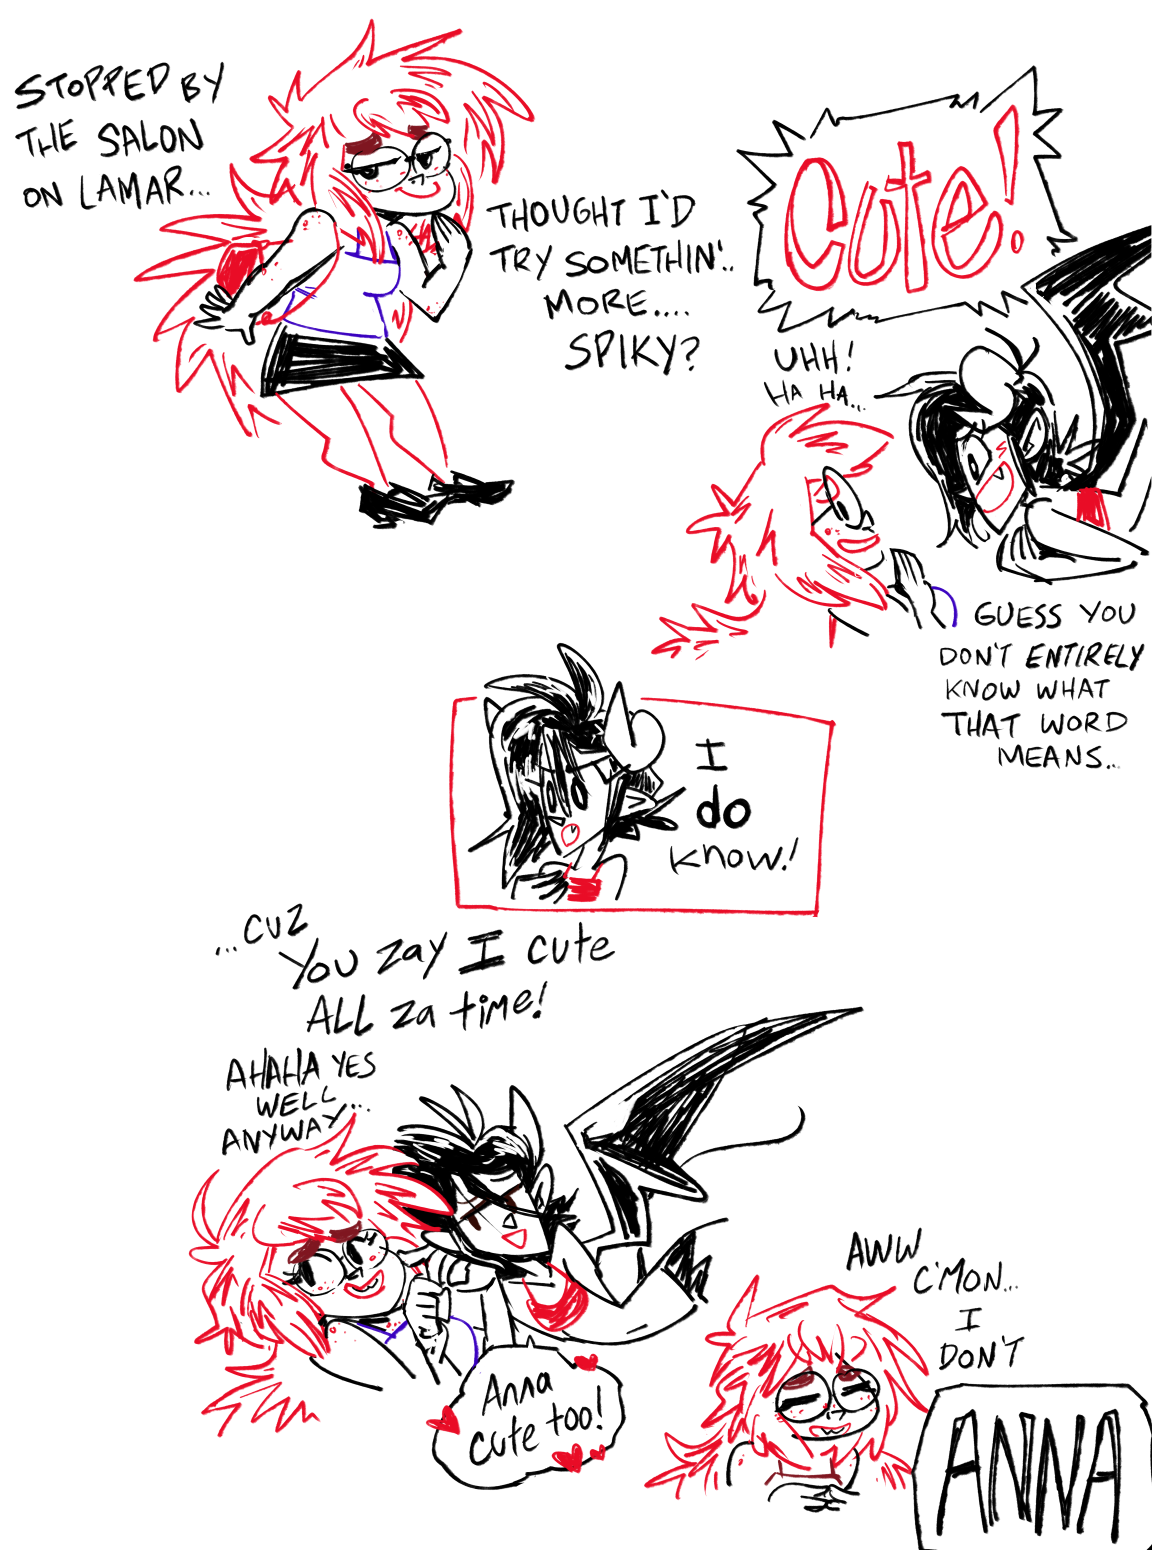 STOPPED BY
THE SALON
ON LAMAR...
THOUGHT I'D
TRY SOMETHIN'..
MORE....
SPIKY?
Cute!
UHH!
HA HA...
GUESS YOU
DON'T ENTIRELY
KNOW WHAT
THAT WORD
MEANS...
I
do
know!
...CUZ
You zay I cute
ALL za time!
AHAHA YES
WELL...
ANYWAY...
Anna
cute too!
AWW
C'MON...
I
DON'T
ANNA